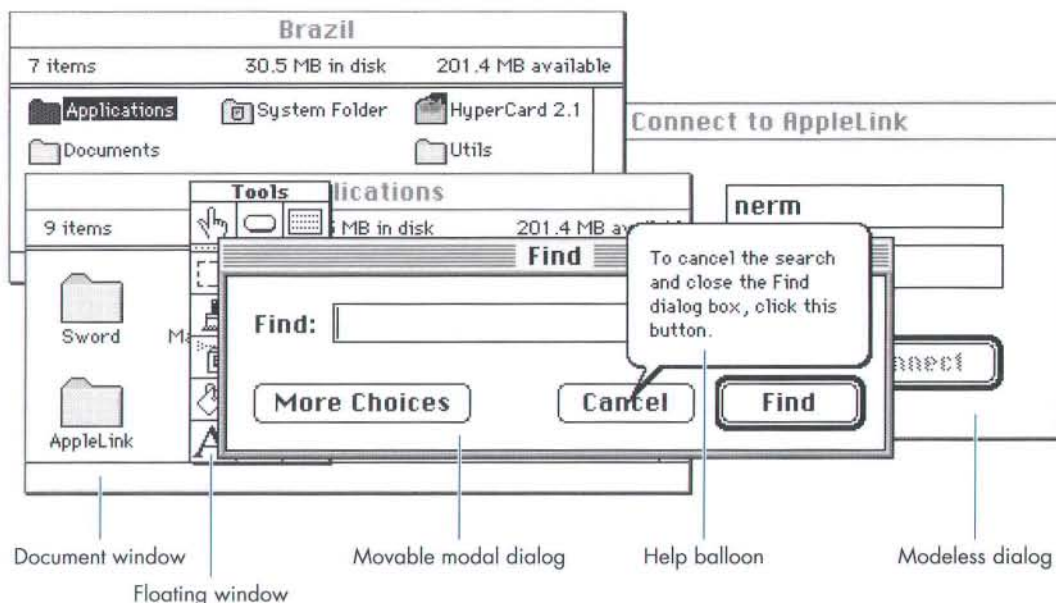 Brazil
7 items 30.5 MB in disk 201.4 MB available
Applications System Folder HyperCard 2.1
Documents Utils
Connect to AppleLink
Tools lications
9 items MB in disk 201.4 MB
nerm
Find
To cancel the search
and close the Find
dialog box, click this
button.
Sword
Find:
nnect
More Choices Cancel Find
AppleLink
A
Document window Movable modal dialog Help balloon Modeless dialog
Floating window